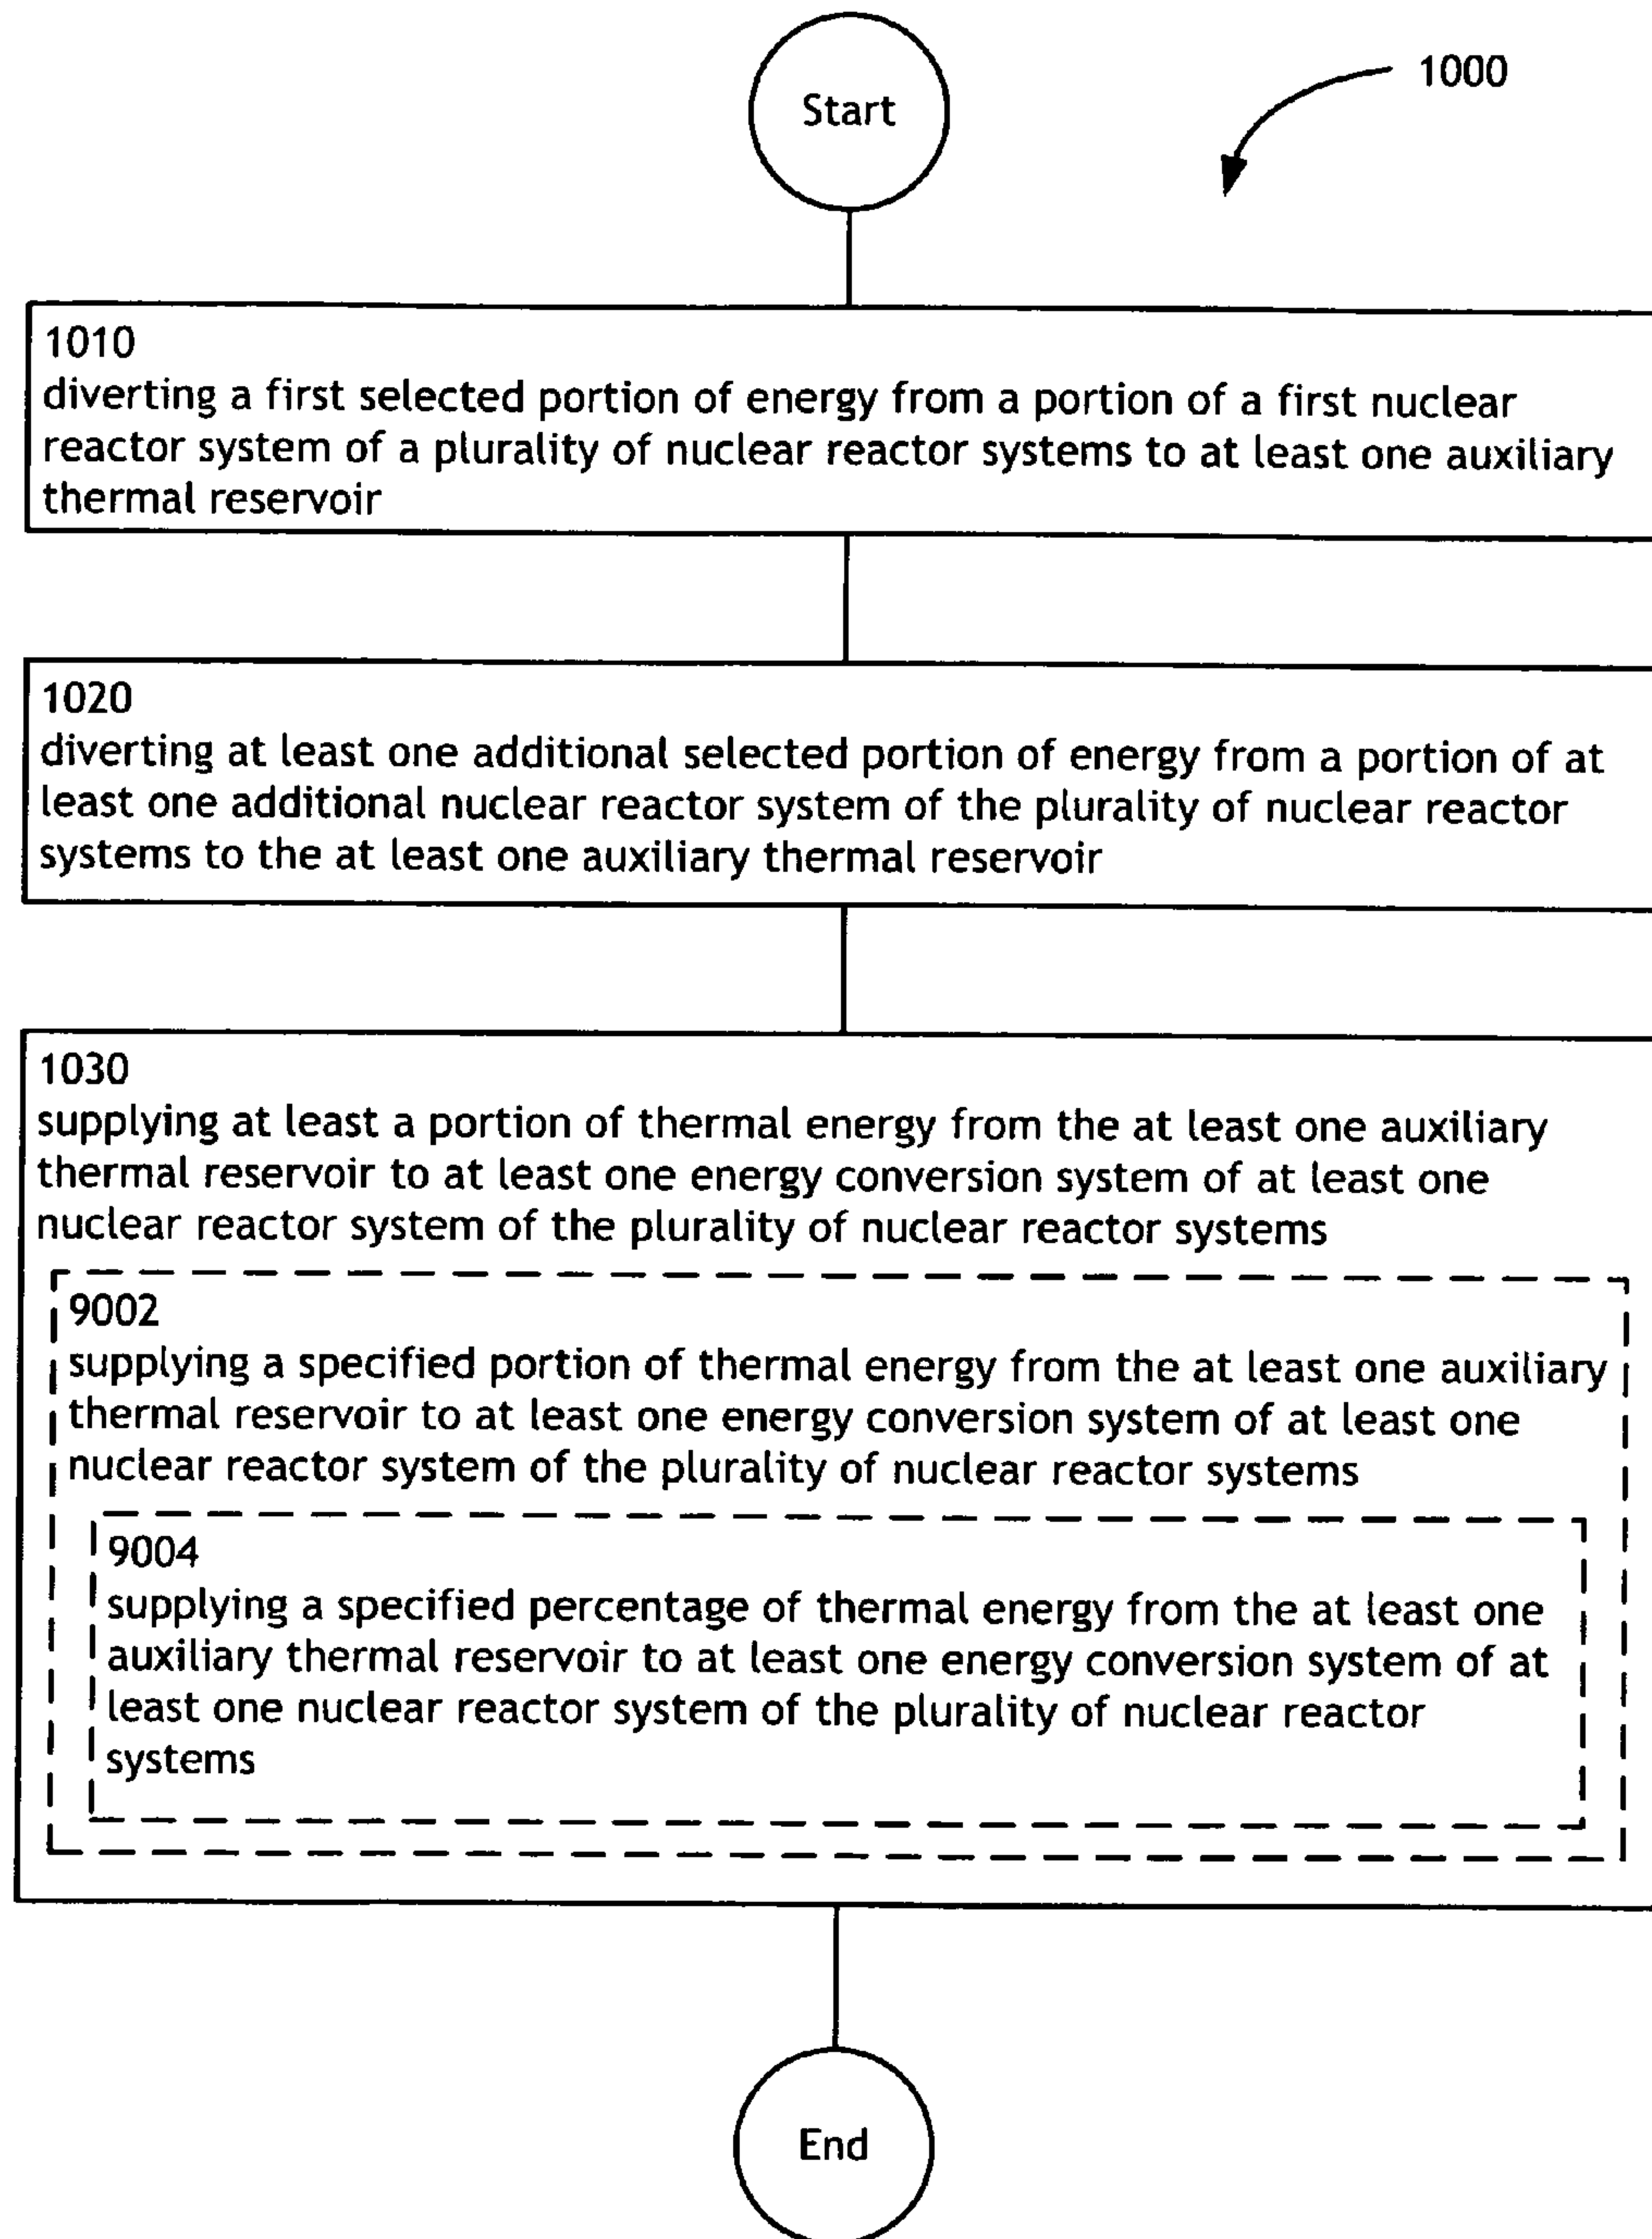 Start
1000
1010
diverting a first selected portion of energy from a portion of a first nuclear
reactor system of a plurality of nuclear reactor systems to at least one auxiliary
thermal reservoir
1020
diverting at least one additional selected portion of energy from a portion of at
least one additional nuclear reactor system of the plurality of nuclear reactor
systems to the at least one auxiliary thermal reservoir
1030
supplying at least a portion of thermal energy from the at least one auxiliary
thermal reservoir to at least one energy conversion system of at least one
nuclear reactor system of the plurality of nuclear reactor systems
9002
supplying a specified portion of thermal energy from the at least one auxiliary
thermal reservoir to at least one energy conversion system of at least one
nuclear reactor system of the plurality of nuclear reactor systems
9004
supplying a specified percentage of thermal energy from the at least one
auxiliary thermal reservoir to at least one energy conversion system of at
least one nuclear reactor system of the plurality of nuclear reactor
systems
End